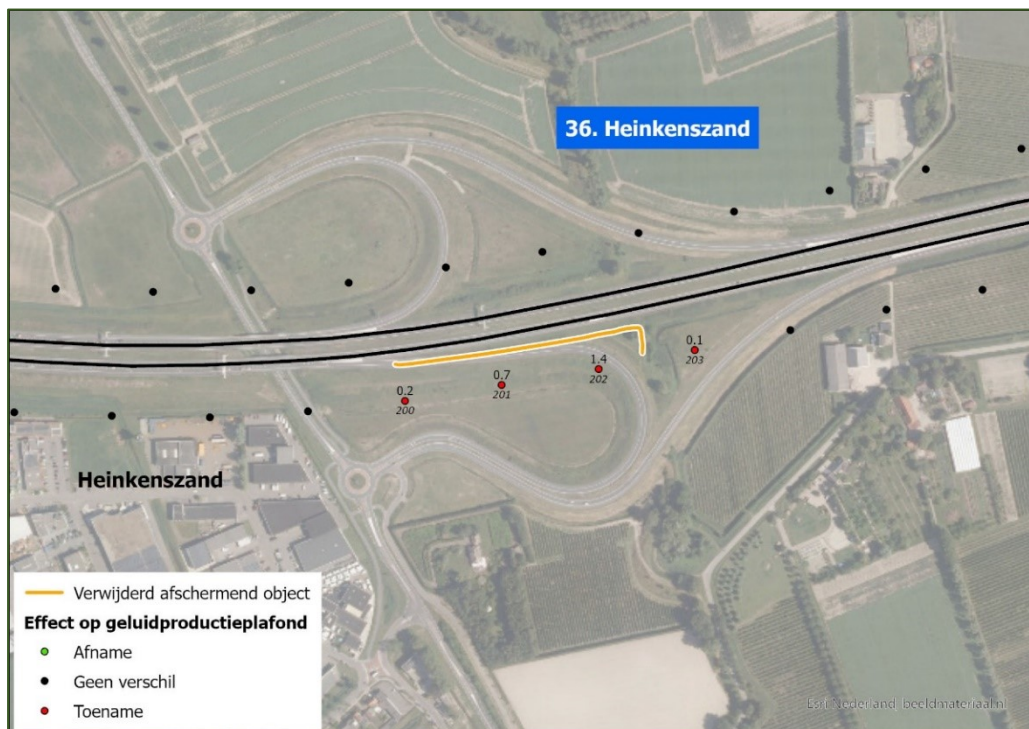 36. Heinkenszand
0.1
203
1.4
202
0.7
201
0.2
200
Heinkenszand
Verwijderd afschermend object
Effect op geluidproductieplafond
Afname
Geen verschil
Toename
Esri Nederland, beeldmateriaal.nl